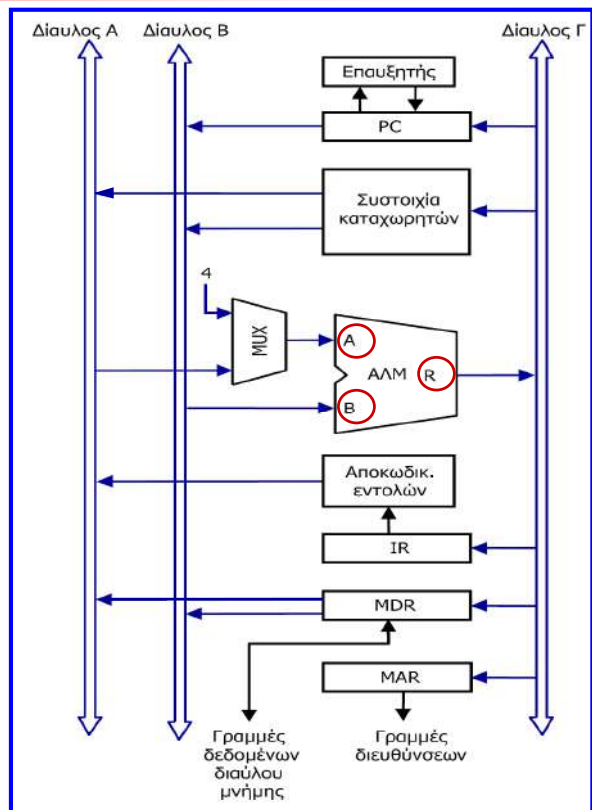 Δίαυλος Α
Δίαυλος Β
Δίαυλος Γ
Επαυξητής
PC
Συστοιχία
καταχωρητών
4
MUX
A
ΑΛΜ
R
B
Αποκωδικ.
εντολών
IR
MDR
MAR
Γραμμές
δεδομένων
διαύλου
μνήμης
Γραμμές
διευθύνσεων